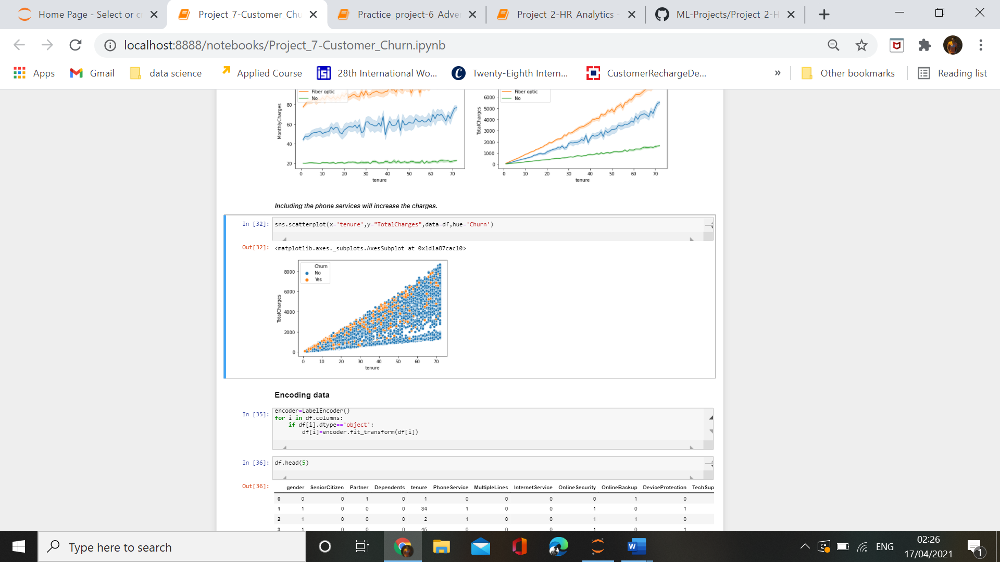 Home Page - Select or c
Project_7-Customer_Chu
Practice_project-6_Adve
Project_2-HR_Analytics -
ML-Projects/Project_2-H
localhost:8888/notebooks/Project_7-Customer_Churn.ipynb
Apps
Gmail
data science
Applied Course
isi
28th International Wo...
C
Twenty-Eighth Intern...
CustomerRechargeDe...
»
Other bookmarks
Reading list
Fiber optic
No
80
60
40
20
MonthlyCharges
0 10 20 30 40 50 60 70
tenure
Fiber optic
No
6000
5000
4000
3000
2000
1000
0
TotalCharges
0 10 20 30 40 50 60 70
tenure
Including the phone services will increase the charges.
In [32]:
sns.scatterplot(x='tenure',y="TotalCharges",data=df,hue='Churn')
Out[32]:
<matplotlib.axes._subplots.AxesSubplot at 0x1d1a87cac10>
Churn
No
Yes
8000
6000
4000
2000
0
TotalCharges
0 10 20 30 40 50 60 70
tenure
Encoding data
In [35]:
encoder=LabelEncoder()
for i in df.columns:
if df[i].dtype=='object':
df[i]=encoder.fit_transform(df[i])
In [36]:
df.head(5)
Out[36]:
gender SeniorCitizen Partner Dependents tenure PhoneService MultipleLines InternetService OnlineSecurity OnlineBackup DeviceProtection TechSup
0 0 0 1 0 1 0 0 0 0 1 0
1 1 0 0 0 34 1 0 0 1 0 1
2 1 0 0 0 2 1 0 0 1 1 0
3 1 0 0 0 45 0 0 0 1 0 1
Type here to search
W
ENG
02:26
17/04/2021
1